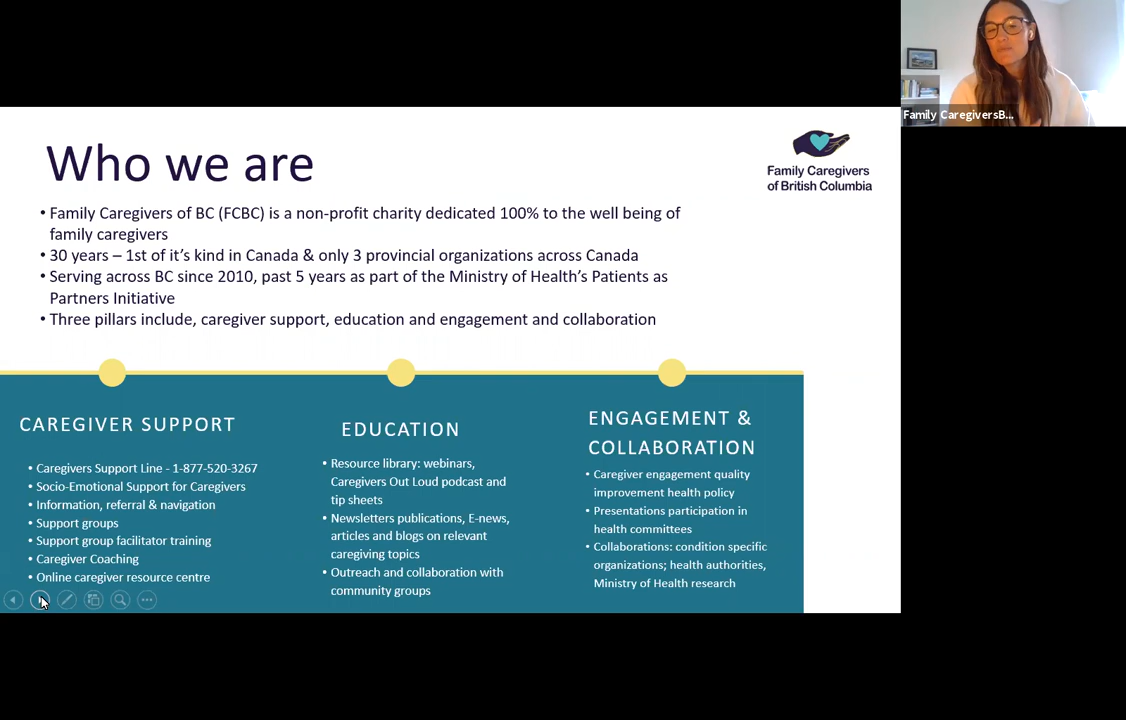 Family CaregiversB...
Who we are
Family Caregivers
of British Columbia
• Family Caregivers of BC (FCBC) is a non-profit charity dedicated 100% to the well being of
family caregivers
• 30 years – 1st of it's kind in Canada & only 3 provincial organizations across Canada
• Serving across BC since 2010, past 5 years as part of the Ministry of Health's Patients as
Partners Initiative
• Three pillars include, caregiver support, education and engagement and collaboration
CAREGIVER SUPPORT
• Caregivers Support Line - 1-877-520-3267
• Socio-Emotional Support for Caregivers
• Information, referral & navigation
• Support groups
• Support group facilitator training
• Caregiver Coaching
• Online caregiver resource centre
EDUCATION
• Resource library: webinars,
Caregivers Out Loud podcast and
tip sheets
• Newsletters publications, E-news,
articles and blogs on relevant
caregiving topics
• Outreach and collaboration with
community groups
ENGAGEMENT &
COLLABORATION
• Caregiver engagement quality
improvement health policy
• Presentations participation in
health committees
• Collaborations: condition specific
organizations; health authorities,
Ministry of Health research